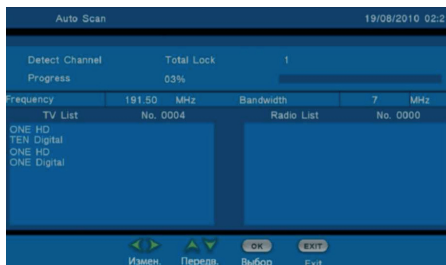 Auto Scan 19/08/2010 02:2
Detect Channel Total Lock 1
Progress 03%
Frequency 191.50 MHz Bandwidth 7 MHz
TV List No. 0004 Radio List No. 0000
ONE HD
TEN Digital
ONE HD
ONE Digital
OK EXIT
Измен. Передв. Выбор Exit